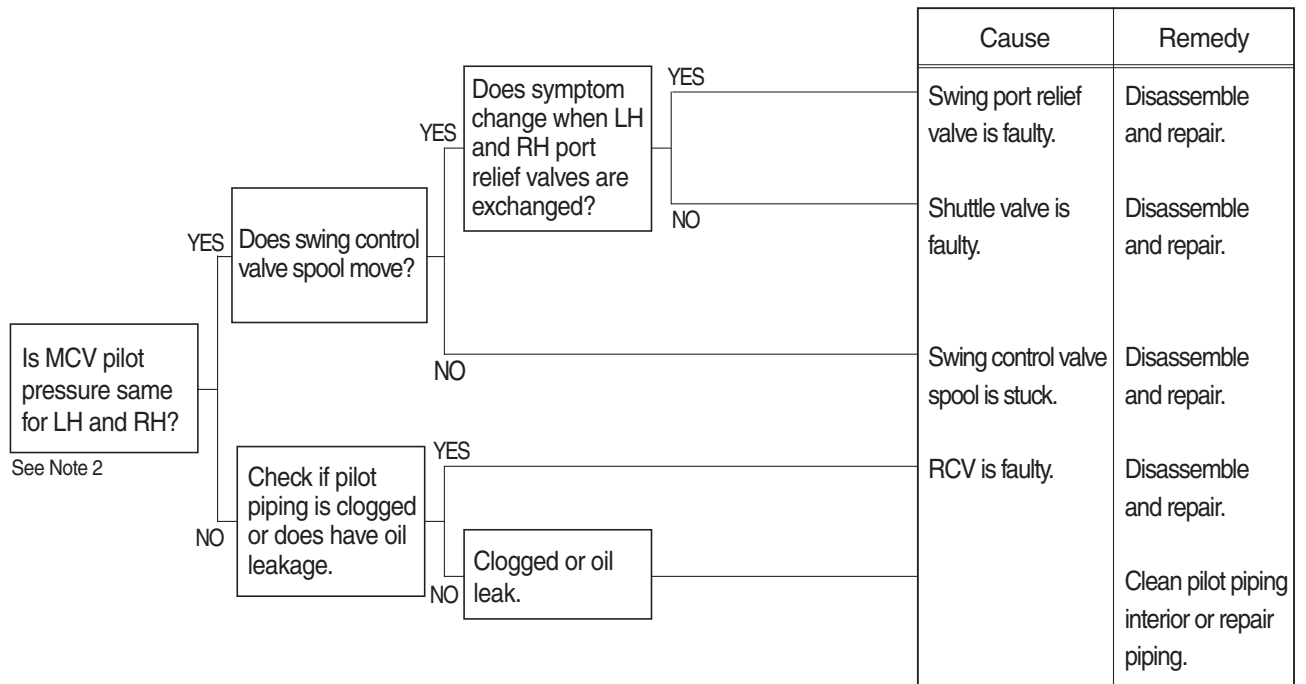 Cause
Remedy
Does symptom
change when LH
and RH port
relief valves are
exchanged?
YES
YES
NO
Swing port relief
valve is faulty.
Disassemble
and repair.
Shuttle valve is
faulty.
Disassemble
and repair.
YES
Does swing control
valve spool move?
NO
Swing control valve
spool is stuck.
Disassemble
and repair.
Is MCV pilot
pressure same
for LH and RH?
See Note 2
NO
Check if pilot
piping is clogged
or does have oil
leakage.
YES
RCV is faulty.
Disassemble
and repair.
NO
Clogged or oil
leak.
Clean pilot piping
interior or repair
piping.